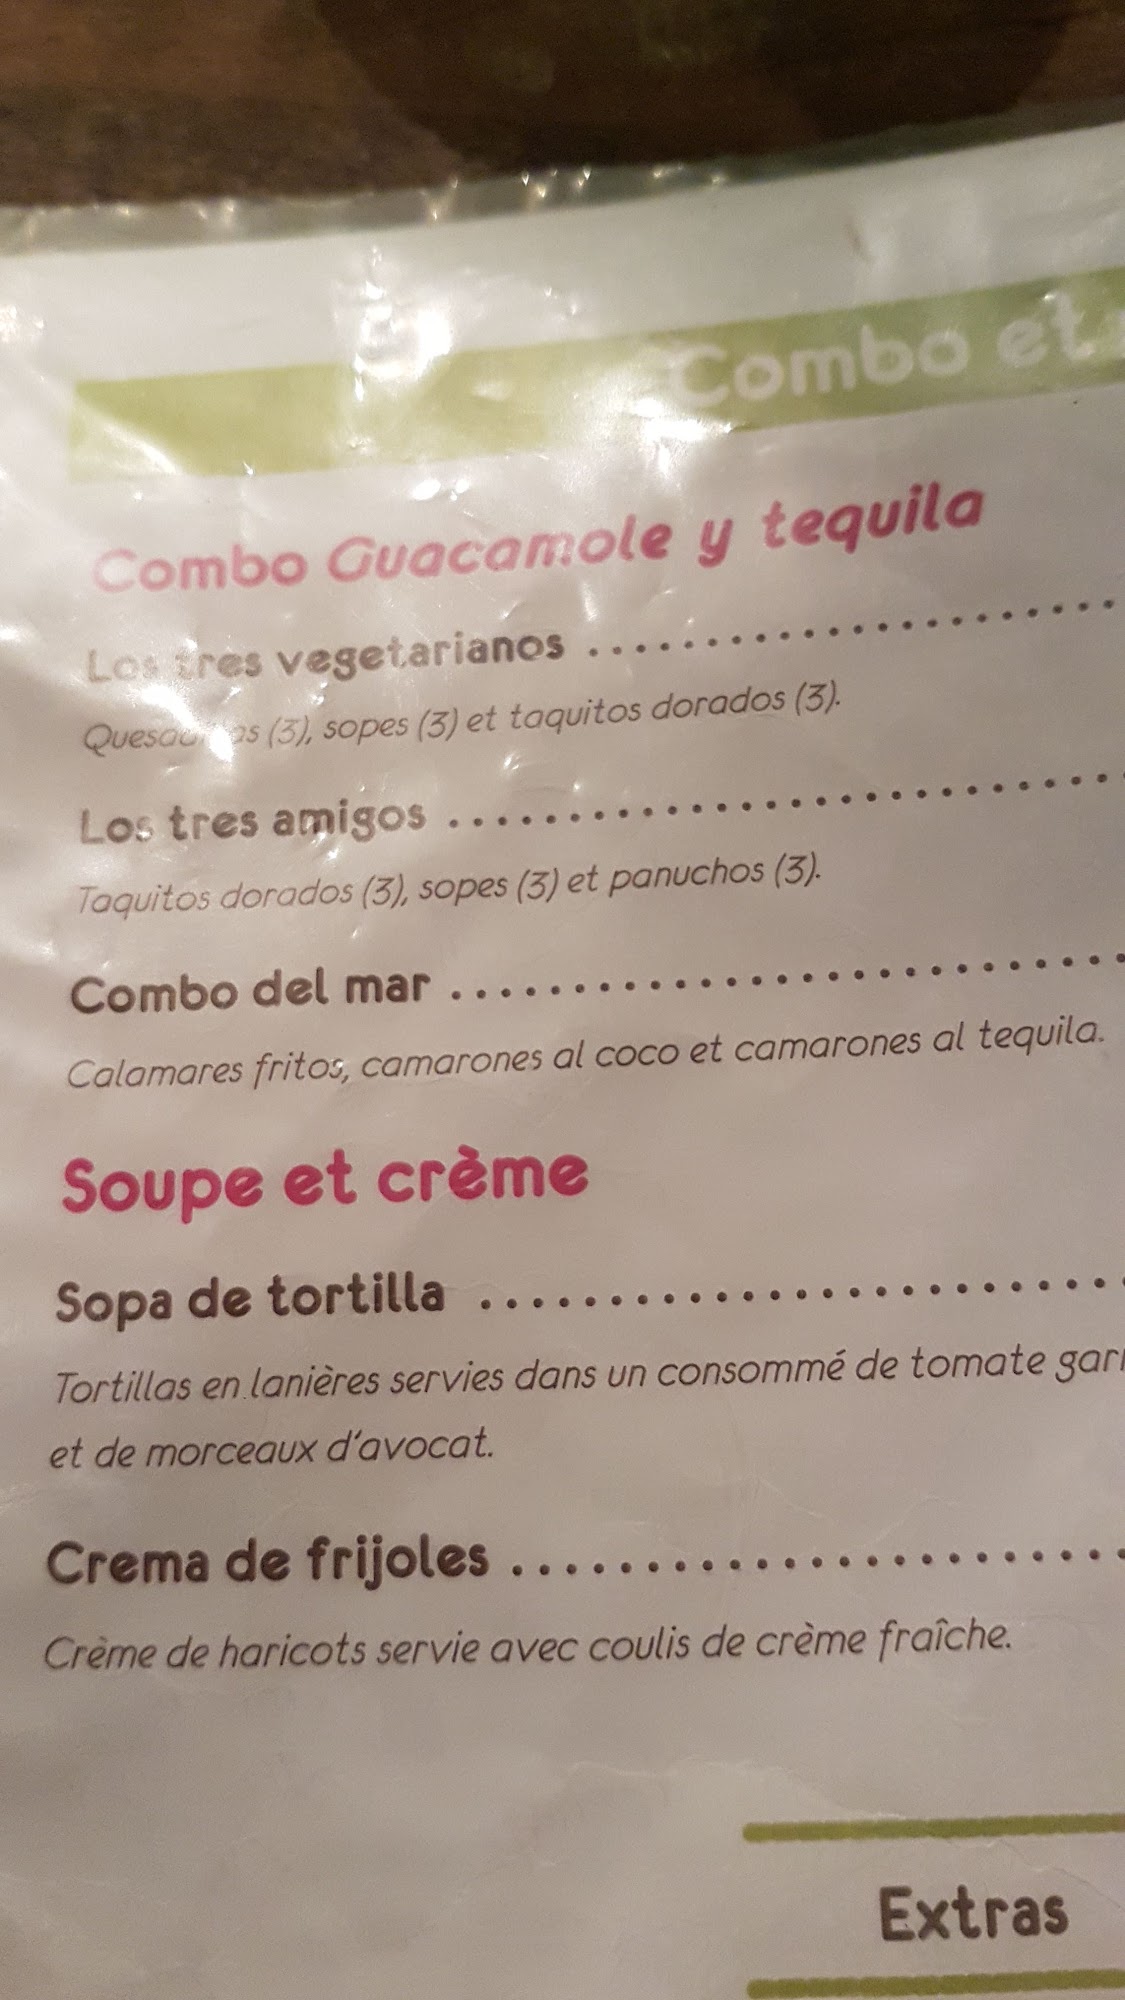 Combo et
Combo Guacamole y tequila
Los tres vegetarianos ....................
Quesadillas (3), sopes (3) et taquitos dorados (3).
Los tres amigos ..........................
Taquitos dorados (3), sopes (3) et panuchos (3).
Combo del mar ..........................
Calamares fritos, camarones al coco et camarones al tequila.
Soupe et crème
Sopa de tortilla .........................
Tortillas en lanières servies dans un consommé de tomate
et de morceaux d'avocat.
Crema de frijoles ........................
Crème de haricots servie avec coulis de crème fraîche.
Extras